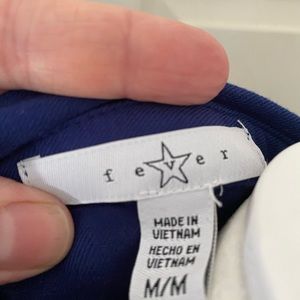 fever
MADE IN
VIETNAM
HECHO EN
VIETNAM
M/M